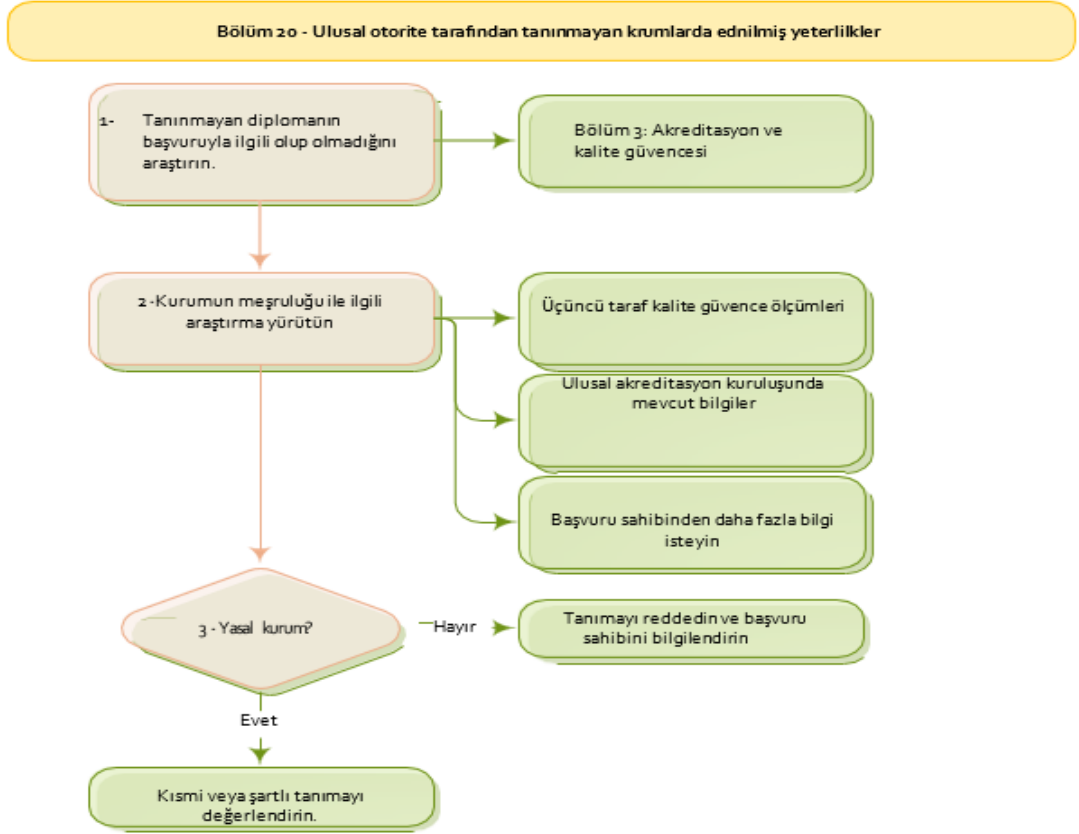 Bölüm 20 - Ulusal otorite tarafından tanınmayan krumlarda ednilmiş yeterlilkler
1- Tanınmayan diplomanın
başvuruyla ilgili olup olmadığını
araştırın.
Bölüm 3: Akreditasyon ve
kalite güvencesi
2-Kurumun meşruluğu ile ilgili
araştırma yürütün
Üçüncü taraf kalite güvence ölçümleri
Ulusal akreditasyon kuruluşunda
mevcut bilgiler
Başvuru sahibinden daha fazla bilgi
isteyin
3 - Yasal kurum?
Hayır
Tanımayı reddedin ve başvuru
sahibini bilgilendirin
Evet
Kısmi veya şartlı tanımayı
değerlendirin.